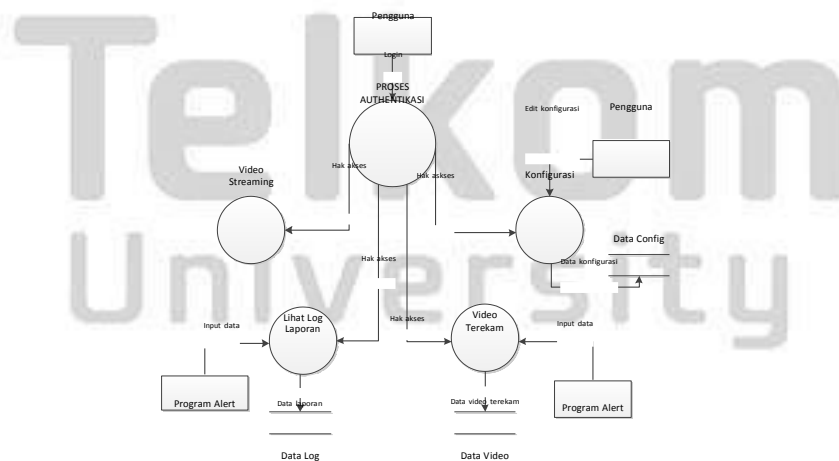 Telkom
University
Pengguna
Login
PROSES
AUTHENTIKASI
Edit konfigurasi
Pengguna
Hak akses
Hak askses
Video
Streaming
Konfigurasi
Data Config
Hak akses
Data konfigurasi
Lihat Log
Laporan
Hak akses
Video
Terekam
Input data
Input data
Program Alert
Data laporan
Data video terekam
Program Alert
Data Log
Data Video